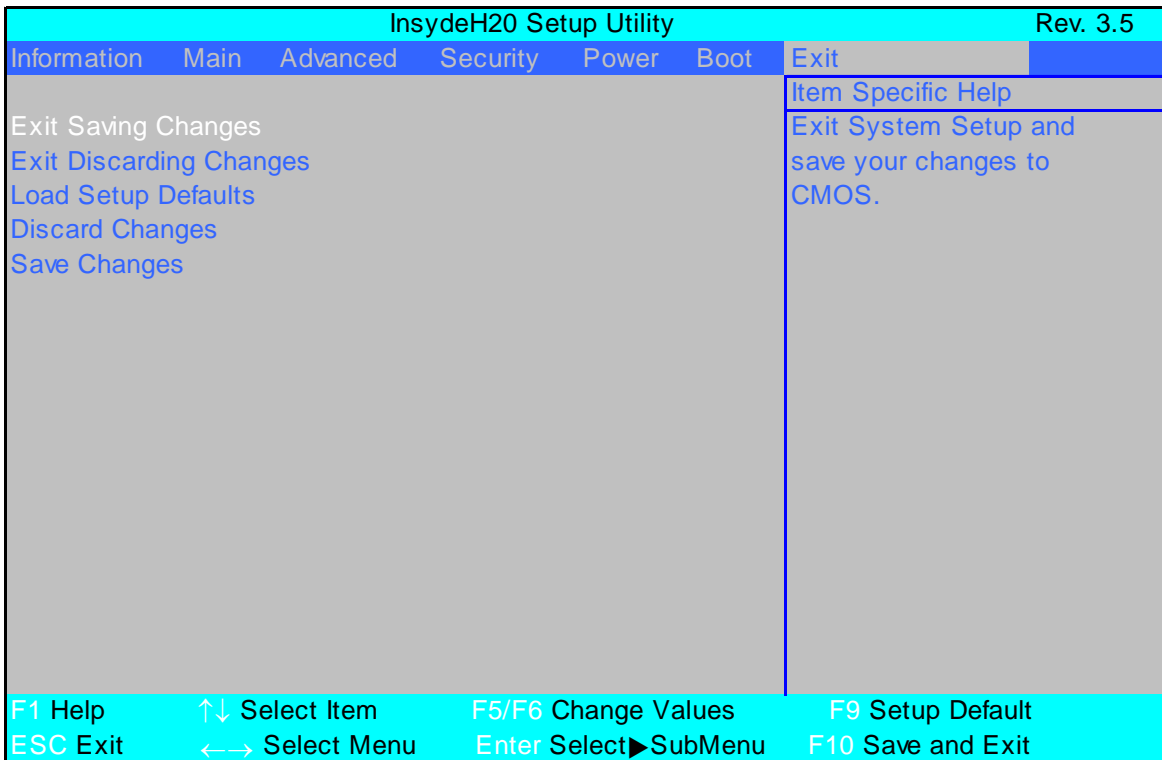 InsydeH20 Setup Utility Rev. 3.5
Information Main Advanced Security Power Boot Exit
Item Specific Help
Exit Saving Changes
Exit Discarding Changes
Load Setup Defaults
Discard Changes
Save Changes
Exit System Setup and
save your changes to
CMOS.
F1 Help ↑↓ Select Item F5/F6 Change Values F9 Setup Default
ESC Exit ←→ Select Menu Enter Select▶SubMenu F10 Save and Exit